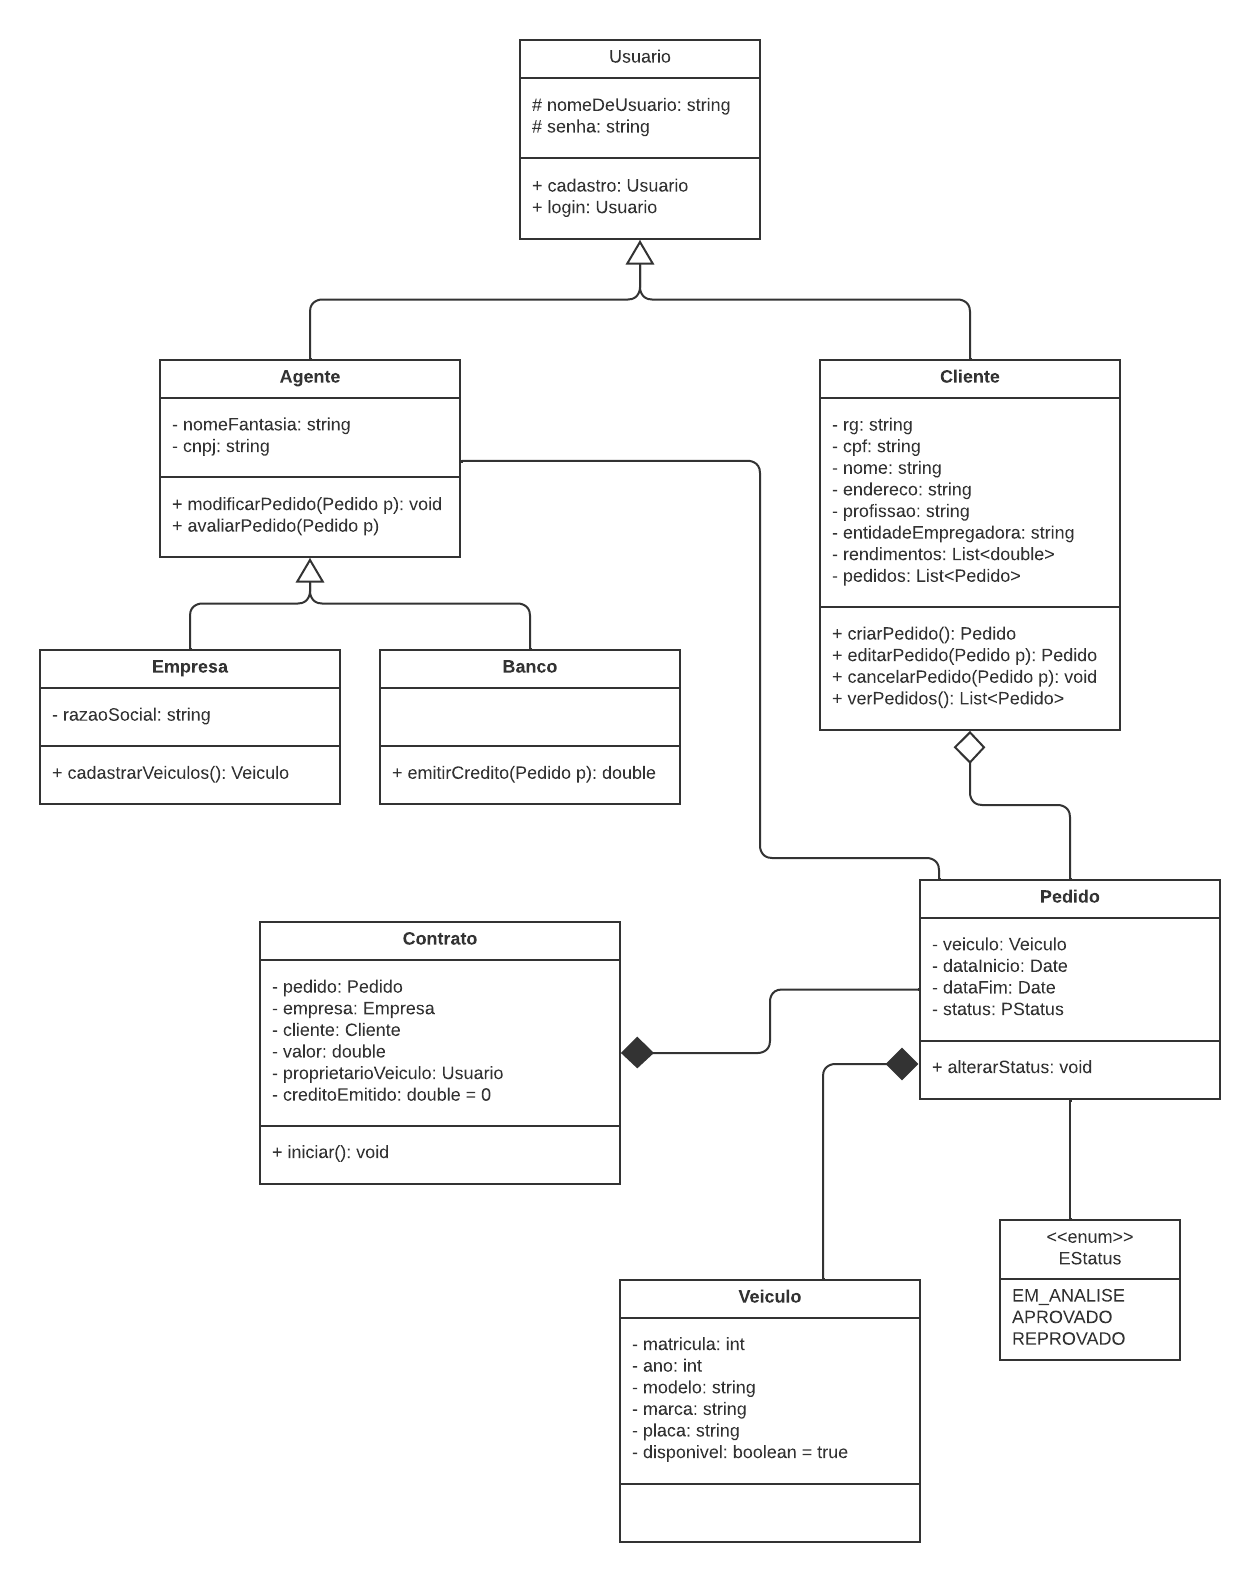 Usuario
# nomeDeUsuario: string
# senha: string
+ cadastro: Usuario
+ login: Usuario
Agente
- nomeFantasia: string
- cnpj: string
+ modificarPedido(Pedido p): void
+ avaliarPedido(Pedido p)
Cliente
- rg: string
- cpf: string
- nome: string
- endereco: string
- profissao: string
- entidadeEmpregadora: string
- rendimentos: List<double>
- pedidos: List<Pedido>
+ criarPedido(): Pedido
+ editarPedido(Pedido p): Pedido
+ cancelarPedido(Pedido p): void
+ verPedidos(): List<Pedido>
Empresa
- razaoSocial: string
+ cadastrarVeiculos(): Veiculo
Banco
+ emitirCredito(Pedido p): double
Pedido
- veiculo: Veiculo
- dataInicio: Date
- dataFim: Date
- status: PStatus
+ alterarStatus: void
Contrato
- pedido: Pedido
- empresa: Empresa
- cliente: Cliente
- valor: double
- proprietarioVeiculo: Usuario
- creditoEmitido: double = 0
+ iniciar(): void
<<enum>>
EStatus
EM_ANALISE
APROVADO
REPROVADO
Veiculo
- matricula: int
- ano: int
- modelo: string
- marca: string
- placa: string
- disponivel: boolean = true